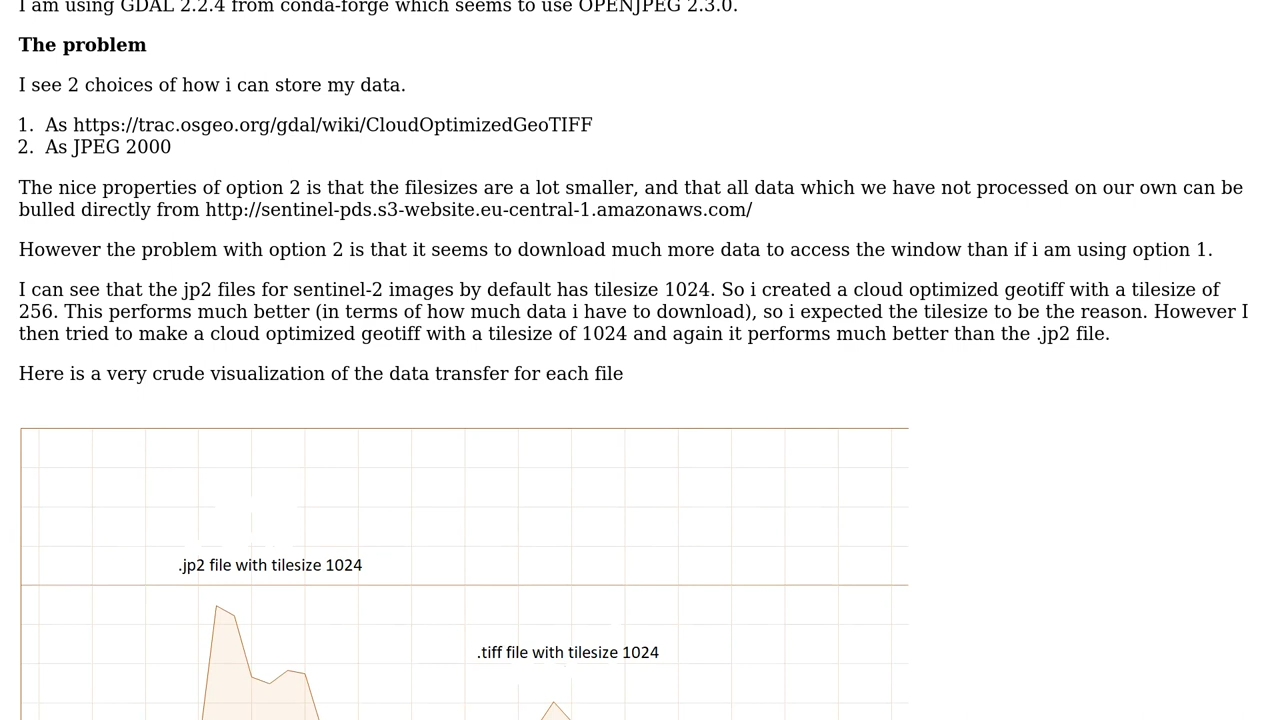 I am using GDAL 2.2.4 from conda-forge which seems to use OPENJPEG 2.3.0.
The problem
I see 2 choices of how i can store my data.
1. As https://trac.osgeo.org/gdal/wiki/CloudOptimizedGeoTIFF
2. As JPEG 2000
The nice properties of option 2 is that the filesizes are a lot smaller, and that all data which we have not processed on our own can be
bulled directly from http://sentinel-pds.s3-website.eu-central-1.amazonaws.com/
However the problem with option 2 is that it seems to download much more data to access the window than if i am using option 1.
I can see that the jp2 files for sentinel-2 images by default has tilesize 1024. So i created a cloud optimized geotiff with a tilesize of
256. This performs much better (in terms of how much data i have to download), so i expected the tilesize to be the reason. However I
then tried to make a cloud optimized geotiff with a tilesize of 1024 and again it performs much better than the .jp2 file.
Here is a very crude visualization of the data transfer for each file
.jp2 file with tilesize 1024
.tiff file with tilesize 1024